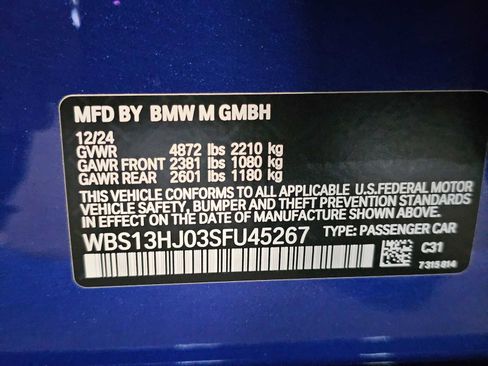 MFD BY BMW M GMBH
12/24
GVWR 4872 lbs 2210 kg
GAWR FRONT 2381 lbs 1080 kg
GAWR REAR 2601 lbs 1180 kg
THIS VEHICLE CONFORMS TO ALL APPLICABLE U.S.FEDERAL MOTOR
VEHICLE SAFETY, BUMPER AND THEFT PREVENTION STANDARDS
IN EFFECT ON THE DATE OF MANUFACTURE SHOWN ABOVE.
WBS13HJ03SFU45267 TYPE: PASSENGER CAR
C31
7315814